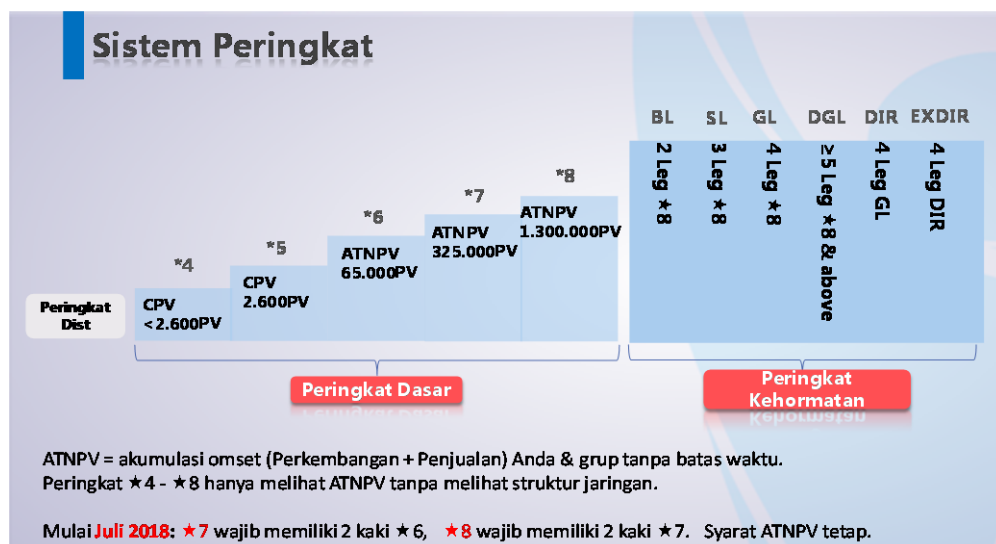 Sistem Peringkat
BL SL GL DGL DIR EXDIR
2 Leg ★8
3 Leg ★8
4 Leg ★8
≥5 Leg ★8 & above
4 Leg GL
4 Leg DIR
*8
ATNPV
1.300.000PV
*7
ATNPV
325.000PV
*6
ATNPV
65.000PV
*5
CPV
2.600PV
*4
CPV
<2.600PV
Peringkat
Dist
Peringkat Dasar
Peringkat
Kehormatan
ATNPV = akumulasi omset (Perkembangan + Penjualan) Anda & grup tanpa batas waktu.
Peringkat ★4 - ★8 hanya melihat ATNPV tanpa melihat struktur jaringan.
Mulai Juli 2018: ★7 wajib memiliki 2 kaki ★6, ★8 wajib memiliki 2 kaki ★7. Syarat ATNPV tetap.